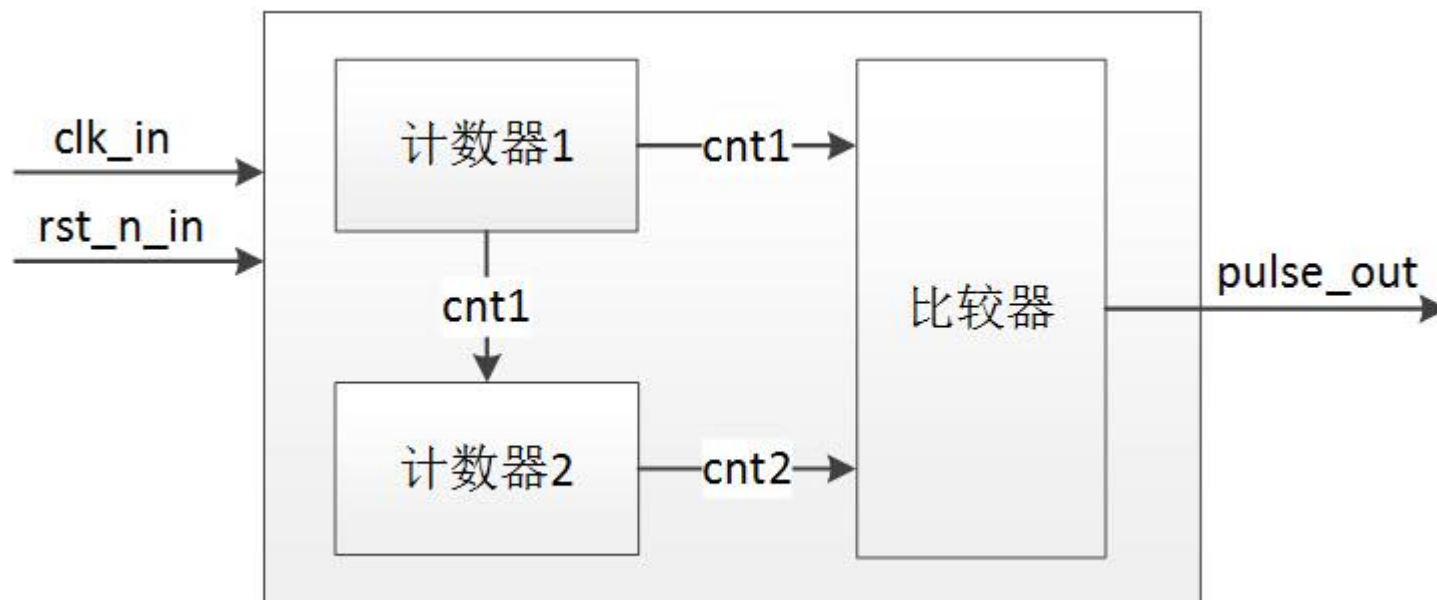 clk_in
rst_n_in
计数器1
cnt1
cnt1
计数器2
cnt2
比较器
pulse_out